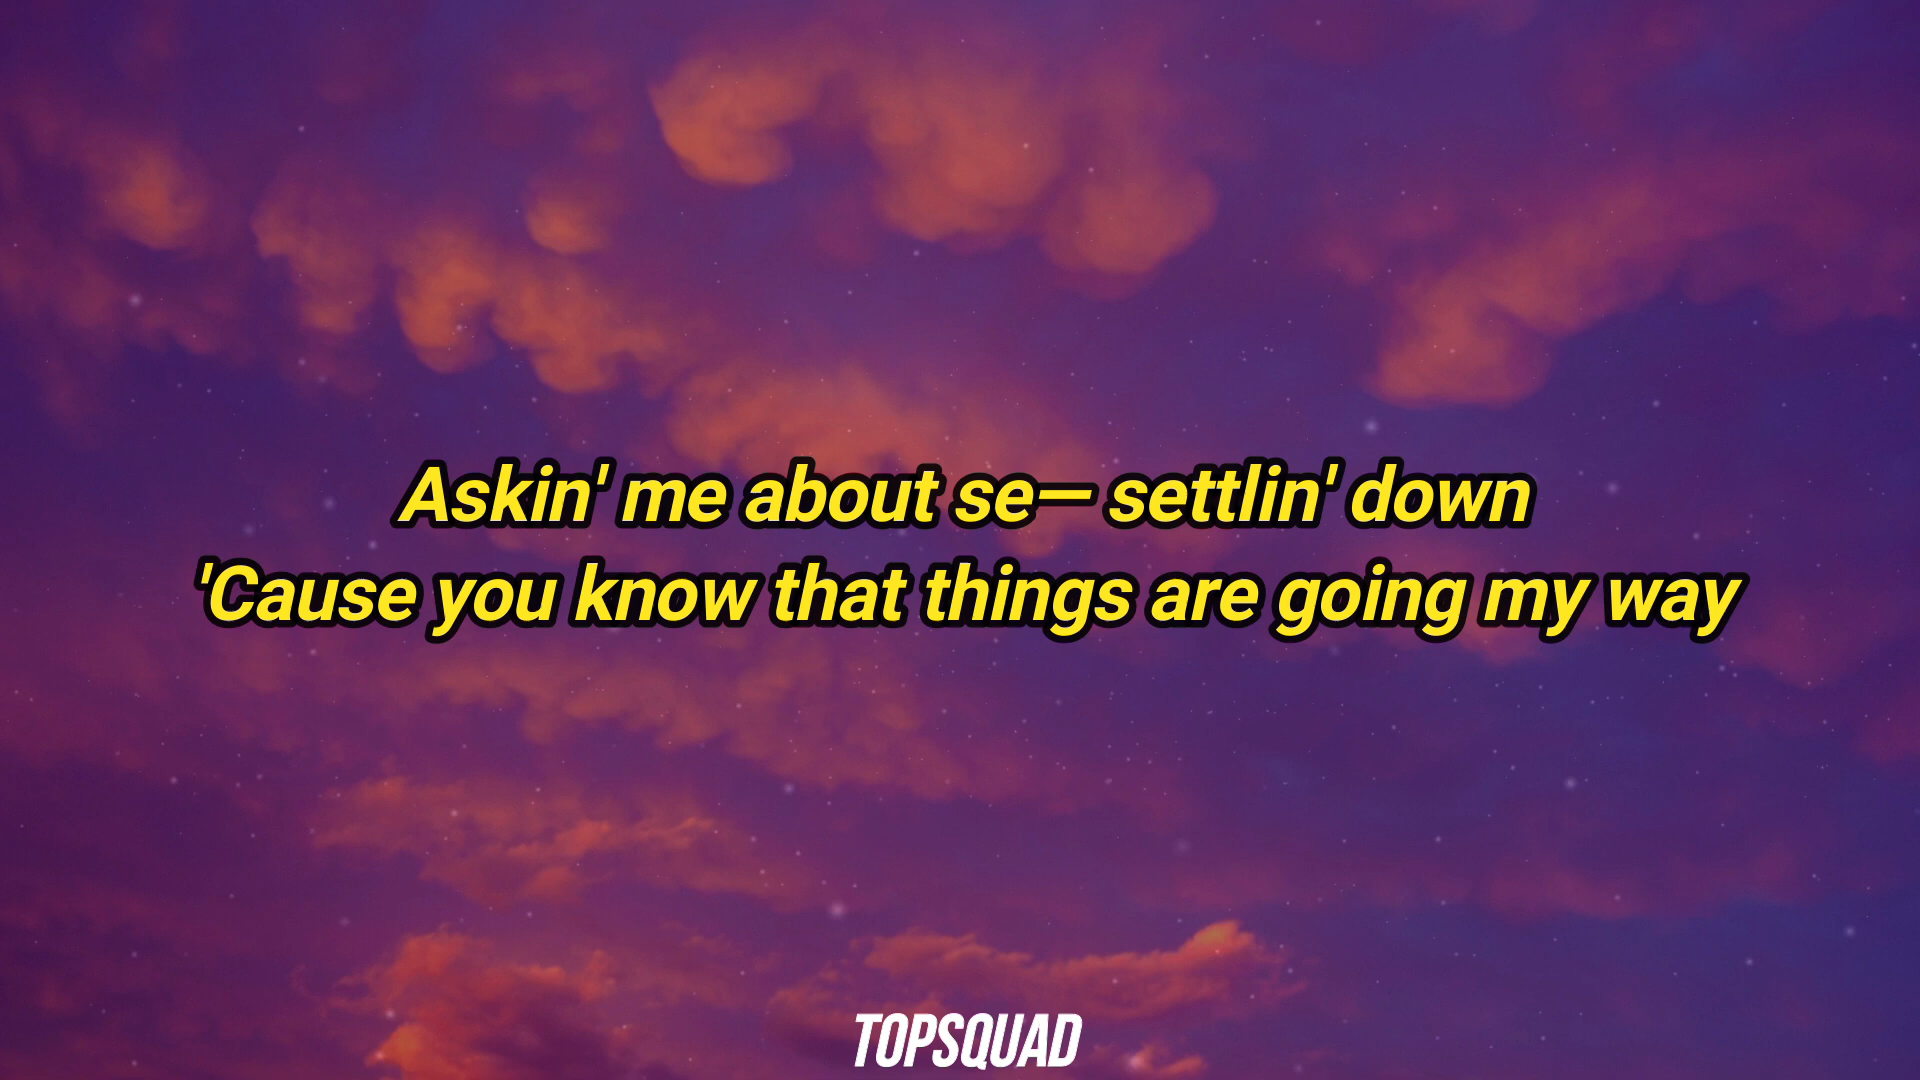 Askin' me about se— settlin' down
'Cause you know that things are going my way
TOPSQUAD